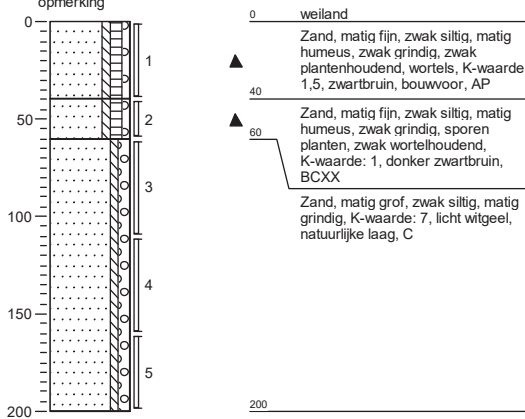 opmerking
0
50
100
150
200
1
2
3
4
5
0
weiland
Zand, matig fijn, zwak siltig, matig
humeus, zwak grindig, zwak
plantenhoudend, wortels, K-waarde:
1,5, zwartbruin, bouwvoor, AP
40
Zand, matig fijn, zwak siltig, matig
humeus, zwak grindig, sporen
planten, zwak wortelhoudend,
K-waarde: 1, donker zwartbruin,
BCXX
60
Zand, matig grof, zwak siltig, matig
grindig, K-waarde: 7, licht witgeel,
natuurlijke laag, C
200